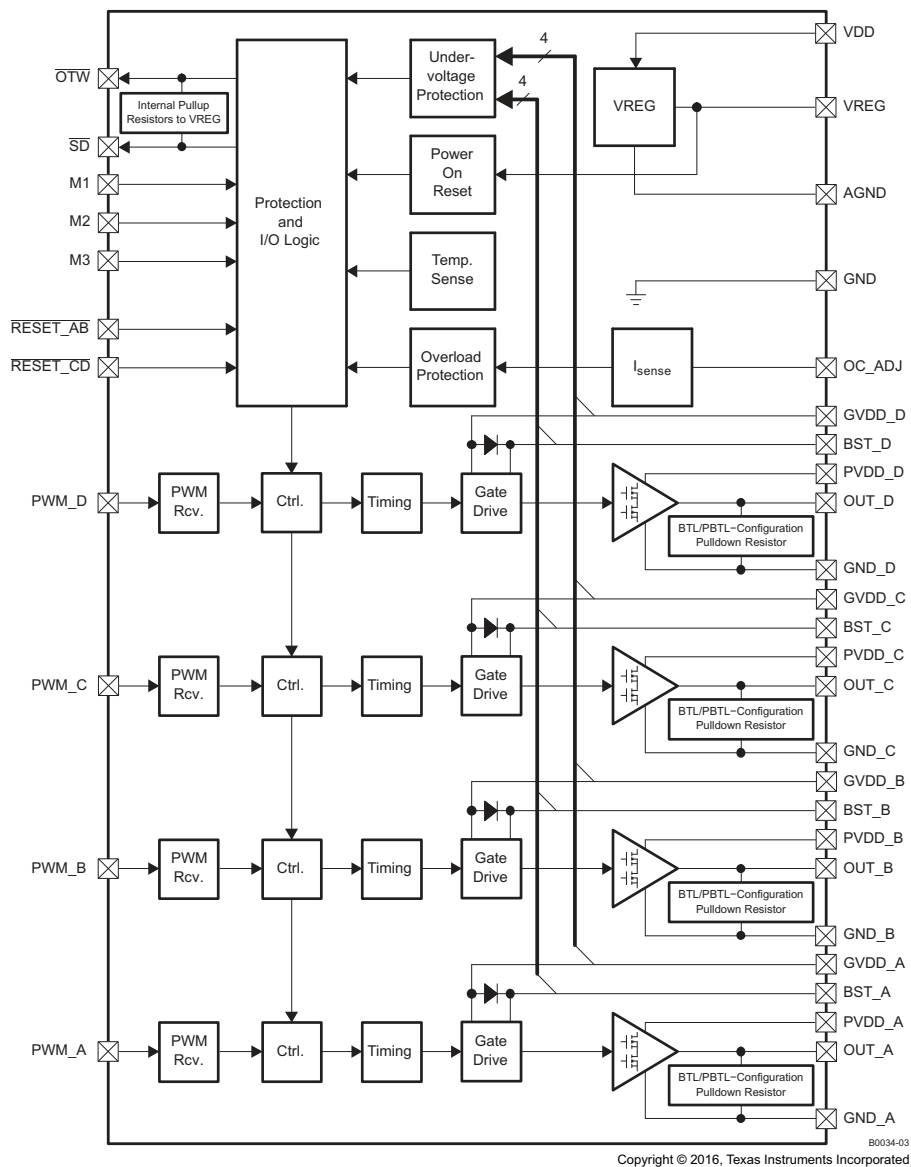 VDD
4
Under-
voltage
Protection
4
OTW
Internal Pullup
Resistors to VREG
VREG
VREG
SD
Power
On
Reset
M1
AGND
M2
Protection
and
I/O Logic
M3
Temp.
Sense
GND
RESET_AB
RESET_CD
Overload
Protection
Isense
OC_ADJ
GVDD_D
BST_D
PVDD_D
PWM_D
PWM
Rcv.
Ctrl.
Timing
Gate
Drive
OUT_D
BTL/PBTL−Configuration
Pulldown Resistor
GND_D
GVDD_C
BST_C
PVDD_C
PWM_C
PWM
Rcv.
Ctrl.
Timing
Gate
Drive
OUT_C
BTL/PBTL−Configuration
Pulldown Resistor
GND_C
GVDD_B
BST_B
PVDD_B
PWM_B
PWM
Rcv.
Ctrl.
Timing
Gate
Drive
OUT_B
BTL/PBTL−Configuration
Pulldown Resistor
GND_B
GVDD_A
BST_A
PVDD_A
PWM_A
PWM
Rcv.
Ctrl.
Timing
Gate
Drive
OUT_A
BTL/PBTL−Configuration
Pulldown Resistor
GND_A
B0034-03
Copyright © 2016, Texas Instruments Incorporated